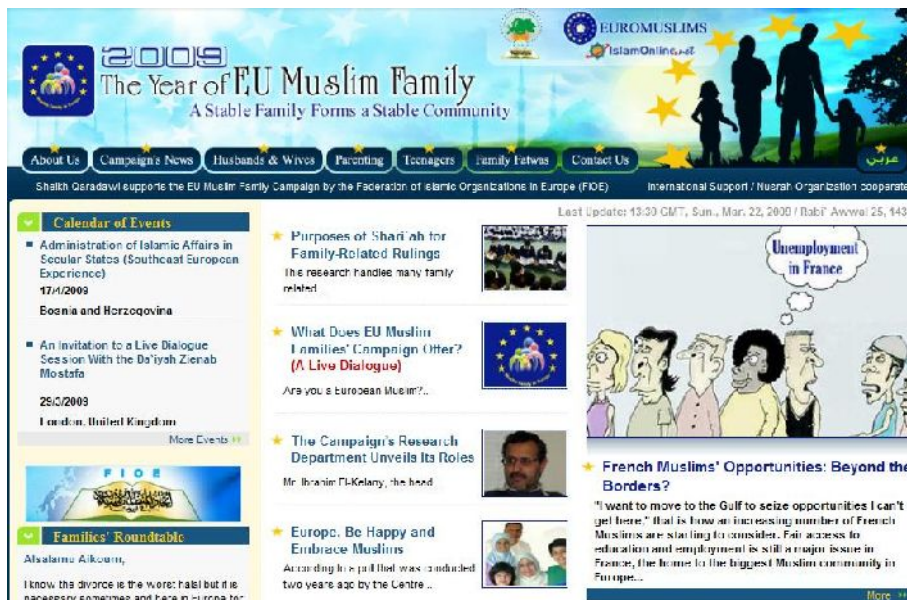 EUROMUSLIMS
IslamOnline.net
2009
The Year of EU Muslim Family
A Stable Family Forms a Stable Community
About Us
Campaign's News
Husbands & Wives
Parenting
Teenagers
Family Fatwas
Contact Us
عربي
Sheikh Qaradawi supports the EU Muslim Family Campaign by the Federation of Islamic Organizations in Europe (FIOE)
International Support / Nusrah Organization cooperate
Last Update: 13:30 GMT, Sun., Mar. 22, 2009 / Rabi` Awwal 25, 143
Calendar of Events
Administration of Islamic Affairs in
Secular States (Southeast European
Experience)
17/4/2009
Bosnia and Herzegovina
An Invitation to a Live Dialogue
Session With the Da`iyah Zienab
Mostafa
29/3/2009
London, United Kingdom
More Events
FIOE
Families' Roundtable
Alsalamu Alkoum,
I know the divorce is the worst halal but it is
necessary sometimes and here in Europe for
Purposes of Shari`ah for
Family-Related Rulings
This research handles many family
related...
What Does EU Muslim
Families' Campaign Offer?
(A Live Dialogue)
Are you a European Muslim?...
The Campaign's Research
Department Unveils Its Roles
Mr. Ibrahim El-Kelany, the head
Europe, Be Happy and
Embrace Muslims
According to a poll that was conducted
two years ago by the Centre ...
Unemployment
in France
French Muslims' Opportunities: Beyond the
Borders?
"I want to move to the Gulf to seize opportunities I can't
get here," that is how an increasing number of French
Muslims are starting to consider. Fair access to
education and employment is still a major issue in
France, the home to the biggest Muslim community in
Europe...
More